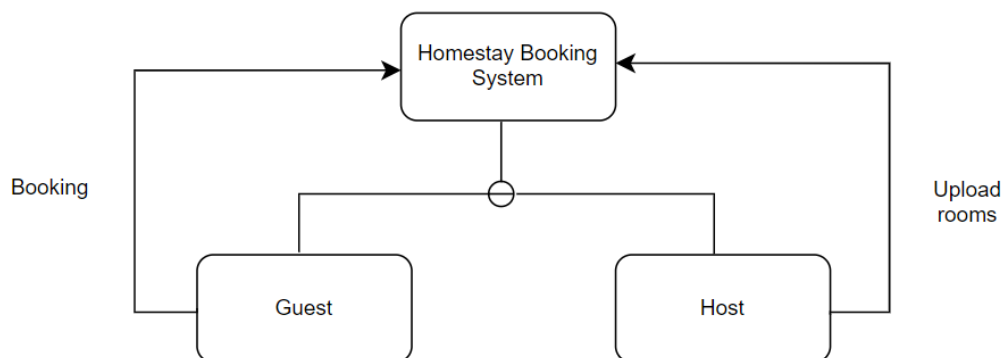 Homestay Booking
System
Booking
Upload
rooms
Guest
Host